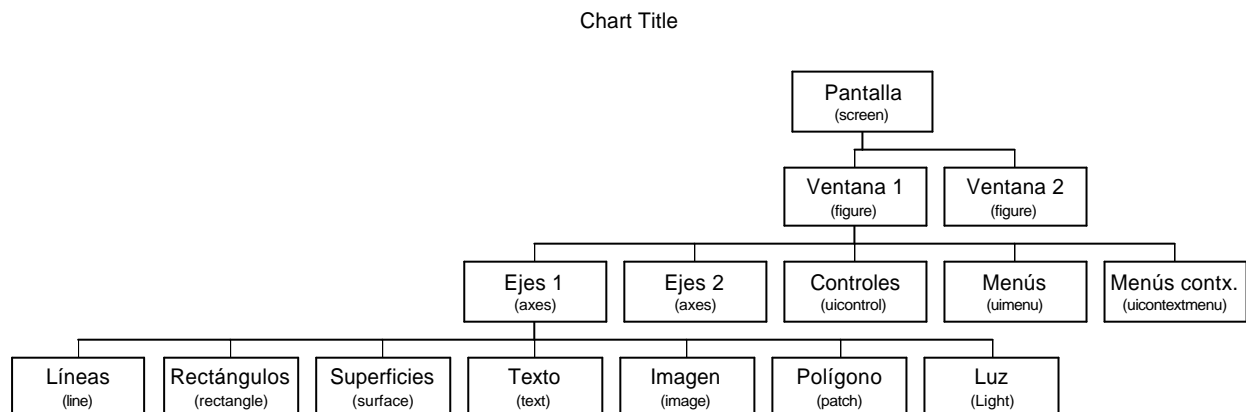 Chart Title
Pantalla
(screen)
Ventana 1
(figure)
Ventana 2
(figure)
Ejes 1
(axes)
Ejes 2
(axes)
Controles
(uicontrol)
Menús
(uimenu)
Menús contx.
(uicontextmenu)
Líneas
(line)
Rectángulos
(rectangle)
Superficies
(surface)
Texto
(text)
Imagen
(image)
Polígono
(patch)
Luz
(Light)